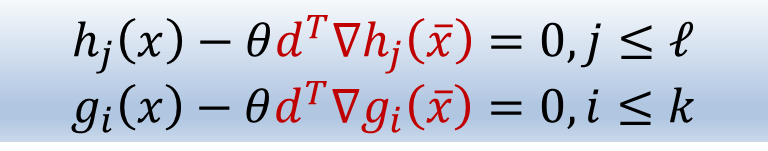 hⱼ(x) − θdᵀ∇hⱼ(x̄) = 0, j ≤ ℓ
gᵢ(x) − θdᵀ∇gᵢ(x̄) = 0, i ≤ k